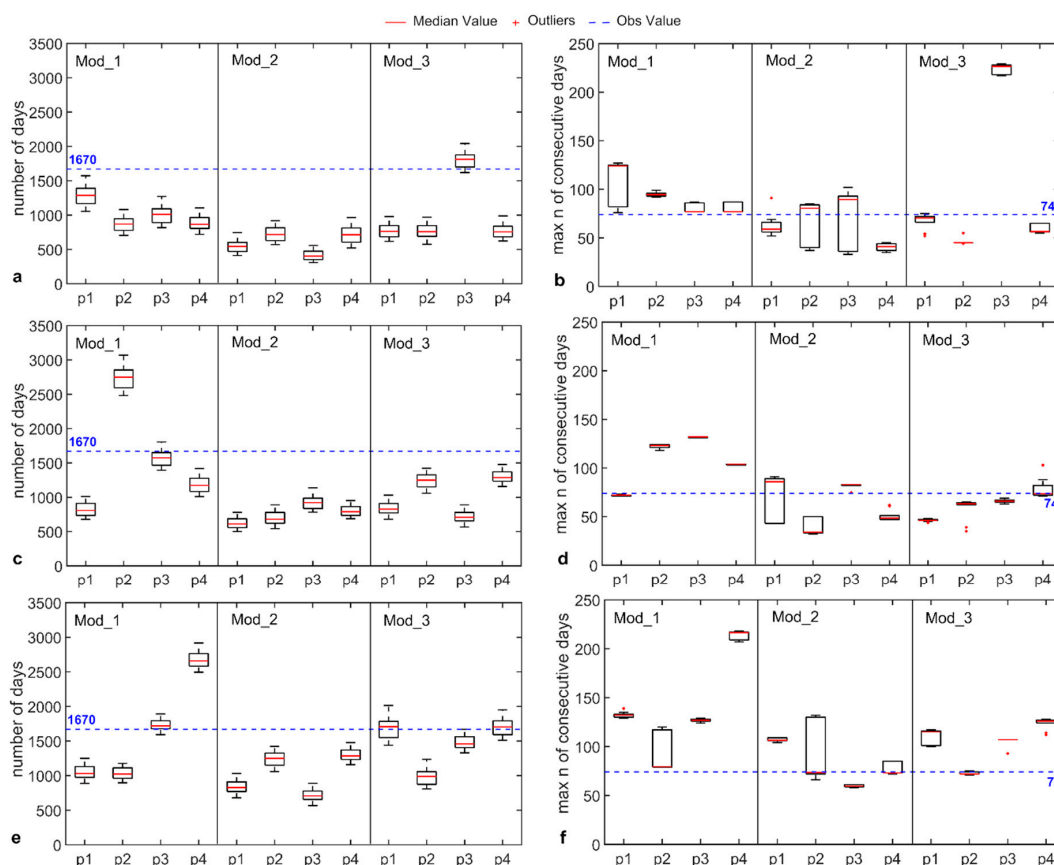 Median Value + Outliers Obs Value
3500
3000
2500
2000
1500
1000
500
0
number of days
Mod_1 Mod_2 Mod_3
1670
p1 p2 p3 p4 p1 p2 p3 p4 p1 p2 p3 p4
a
250
200
150
100
50
0
max n of consecutive days
Mod_1 Mod_2 Mod_3
74
p1 p2 p3 p4 p1 p2 p3 p4 p1 p2 p3 p4
b
3500
3000
2500
2000
1500
1000
500
0
number of days
Mod_1 Mod_2 Mod_3
1670
p1 p2 p3 p4 p1 p2 p3 p4 p1 p2 p3 p4
c
250
200
150
100
50
0
max n of consecutive days
Mod_1 Mod_2 Mod_3
74
p1 p2 p3 p4 p1 p2 p3 p4 p1 p2 p3 p4
d
3500
3000
2500
2000
1500
1000
500
0
number of days
Mod_1 Mod_2 Mod_3
1670
p1 p2 p3 p4 p1 p2 p3 p4 p1 p2 p3 p4
e
250
200
150
100
50
0
max n of consecutive days
Mod_1 Mod_2 Mod_3
7
p1 p2 p3 p4 p1 p2 p3 p4 p1 p2 p3 p4
f